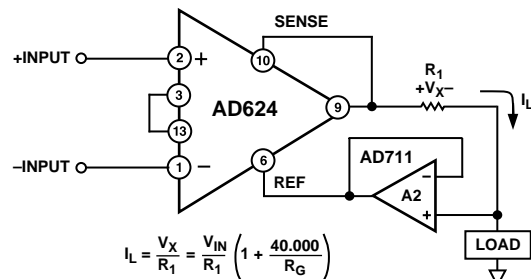 SENSE
+INPUT
2
+
10
R1
+VX–
IL
3
AD624
9
13
6
AD711
–INPUT
1
–
REF
–
A2
+
LOAD
IL = VX/R1 = VIN/R1 (1 + 40.000/RG)